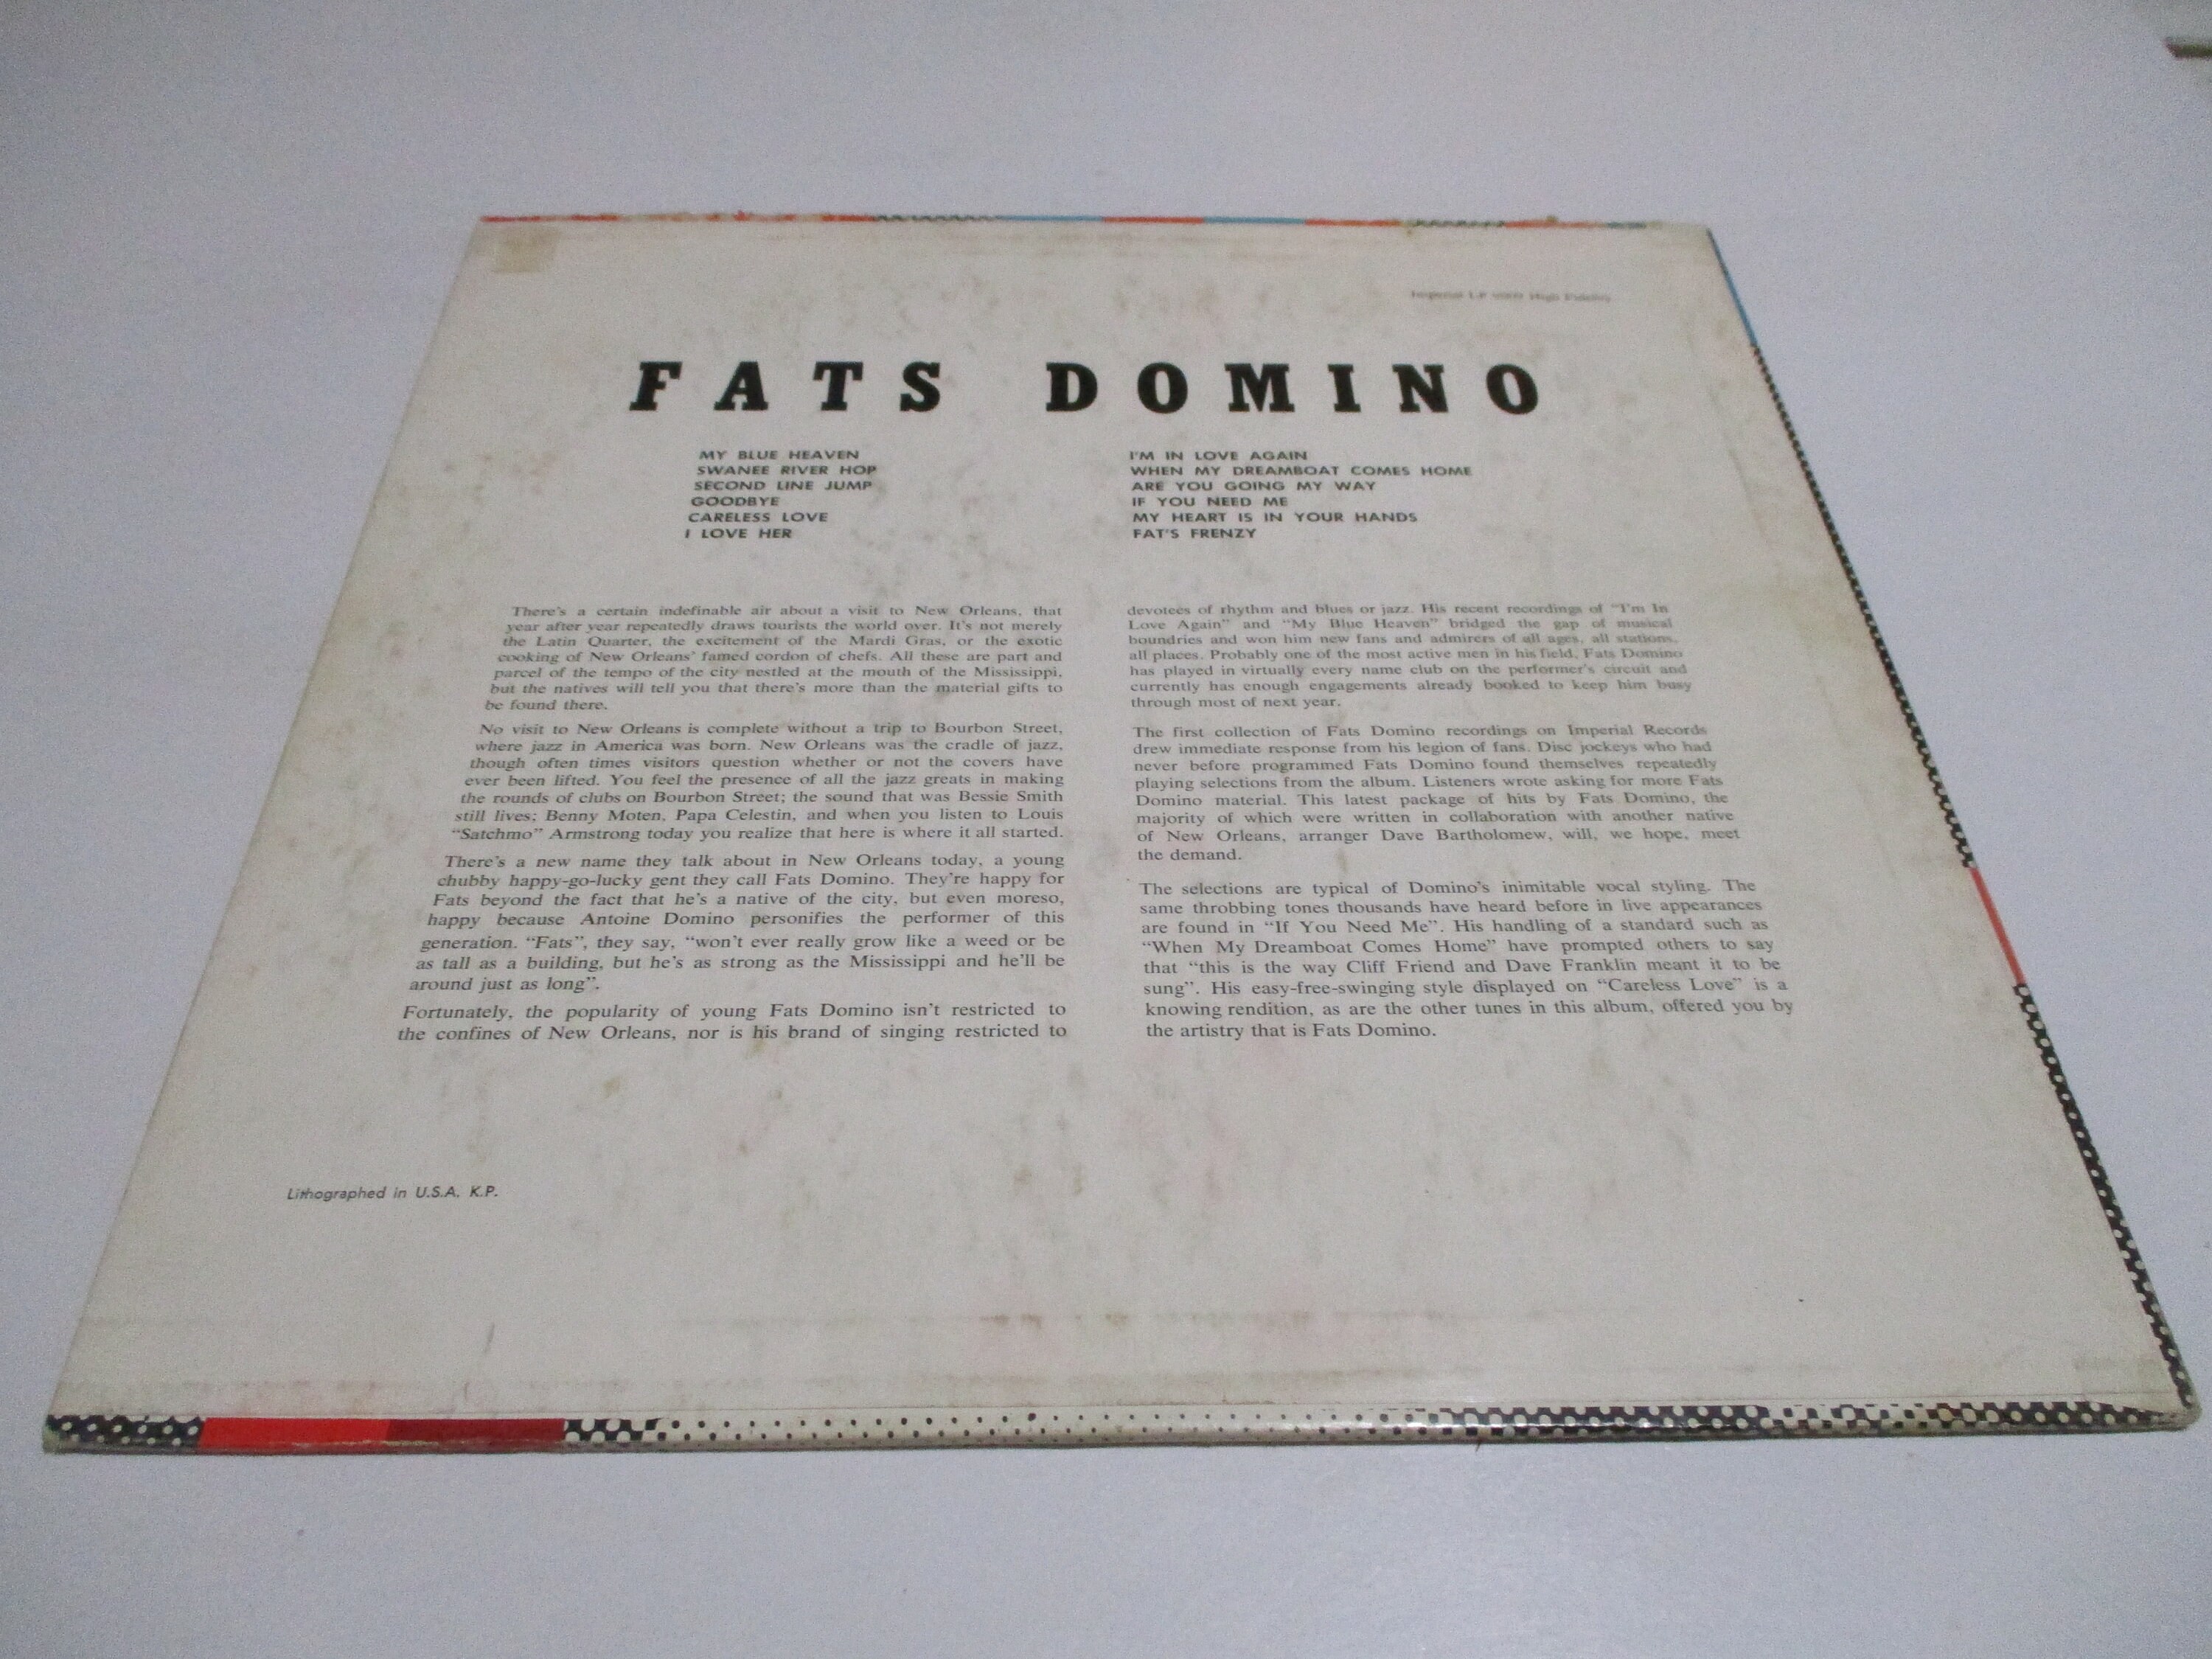 Imperial LP 9009 High Fidelity
FATS DOMINO
MY BLUE HEAVEN
SWANEE RIVER HOP
SECOND LINE JUMP
GOODBYE
CARELESS LOVE
I LOVE HER
I'M IN LOVE AGAIN
WHEN MY DREAMBOAT COMES HOME
ARE YOU GOING MY WAY
IF YOU NEED ME
MY HEART IS IN YOUR HANDS
FAT'S FRENZY
There's a certain indefinable air about a visit to New Orleans, that
year after year repeatedly draws tourists the world over. It's not merely
the Latin Quarter, the excitement of the Mardi Gras, or the exotic
cooking of New Orleans' famed cordon of chefs. All these are part and
parcel of the tempo of the city nestled at the mouth of the Mississippi,
but the natives will tell you that there's more than the material gifts to
be found there.
No visit to New Orleans is complete without a trip to Bourbon Street,
where jazz in America was born. New Orleans was the cradle of jazz,
though often times visitors question whether or not the covers have
ever been lifted. You feel the presence of all the jazz greats in making
the rounds of clubs on Bourbon Street; the sound that was Bessie Smith
still lives; Benny Moten, Papa Celestin, and when you listen to Louis
“Satchmo” Armstrong today you realize that here is where it all started.
There's a new name they talk about in New Orleans today, a young
chubby happy-go-lucky gent they call Fats Domino. They're happy for
Fats beyond the fact that he's a native of the city, but even moreso,
happy because Antoine Domino personifies the performer of this
generation. “Fats”, they say, “won't ever really grow like a weed or be
as tall as a building, but he's as strong as the Mississippi and he'll be
around just as long”.
Fortunately, the popularity of young Fats Domino isn't restricted to
the confines of New Orleans, nor is his brand of singing restricted to
devotees of rhythm and blues or jazz. His recent recordings of “I'm In
Love Again” and “My Blue Heaven” bridged the gap of musical
boundries and won him new fans and admirers of all ages, all stations,
all places. Probably one of the most active men in his field, Fats Domino
has played in virtually every name club on the performer's circuit and
currently has enough engagements already booked to keep him busy
through most of next year.
The first collection of Fats Domino recordings on Imperial Records
drew immediate response from his legion of fans. Disc jockeys who had
never before programmed Fats Domino found themselves repeatedly
playing selections from the album. Listeners wrote asking for more Fats
Domino material. This latest package of hits by Fats Domino, the
majority of which were written in collaboration with another native
of New Orleans, arranger Dave Bartholomew, will, we hope, meet
the demand.
The selections are typical of Domino's inimitable vocal styling. The
same throbbing tones thousands have heard before in live appearances
are found in “If You Need Me”. His handling of a standard such as
“When My Dreamboat Comes Home” have prompted others to say
that “this is the way Cliff Friend and Dave Franklin meant it to be
sung”. His easy-free-swinging style displayed on “Careless Love” is a
knowing rendition, as are the other tunes in this album, offered you by
the artistry that is Fats Domino.
Lithographed in U.S.A. K.P.